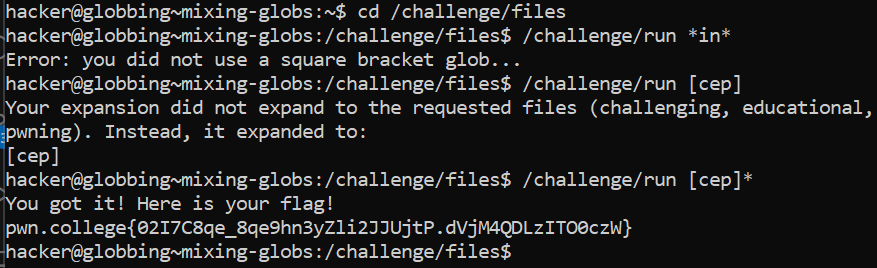 hacker@globbing~mixing-globs:~$ cd /challenge/files
hacker@globbing~mixing-globs:/challenge/files$ /challenge/run *in*
Error: you did not use a square bracket glob...
hacker@globbing~mixing-globs:/challenge/files$ /challenge/run [cep]
Your expansion did not expand to the requested files (challenging, educational,
pwning). Instead, it expanded to:
[cep]
hacker@globbing~mixing-globs:/challenge/files$ /challenge/run [cep]*
You got it! Here is your flag!
pwn.college{02I7C8qe_8qe9hn3yZli2JJUjtP.dVjM4QDLzITO0czW}
hacker@globbing~mixing-globs:/challenge/files$